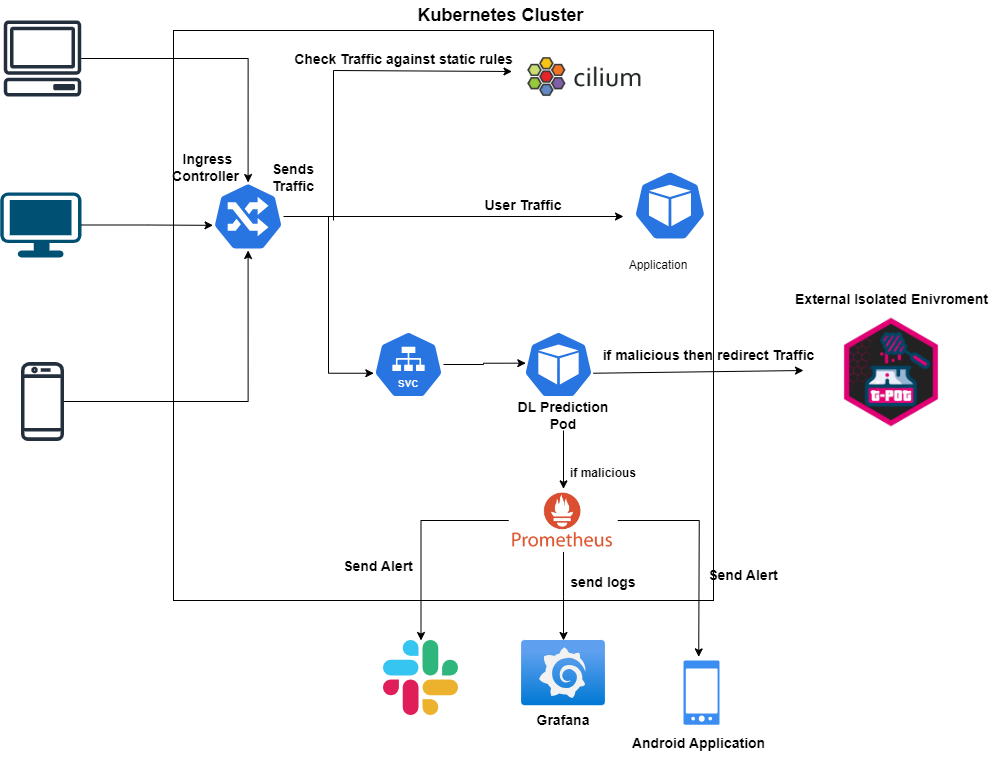 Kubernetes Cluster
Check Traffic against static rules
cilium
Ingress
Controller
Sends
Traffic
User Traffic
Application
External Isolated Enivroment
if malicious then redirect Traffic
t-pot
SVC
DL Prediction
Pod
if malicious
Prometheus
Send Alert
send logs
Send Alert
Grafana
Android Application